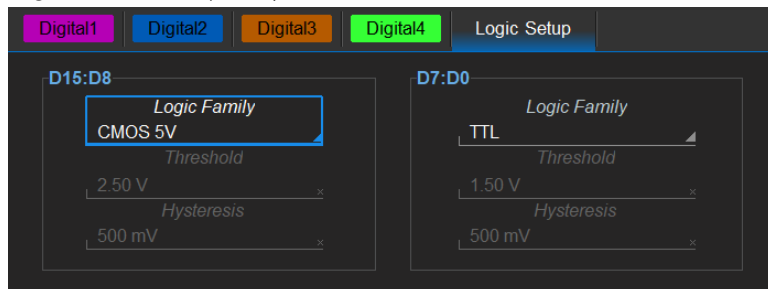 Digital1 Digital2 Digital3 Digital4 Logic Setup
D15:D8
Logic Family
CMOS 5V
Threshold
2.50 V
Hysteresis
500 mV
D7:D0
Logic Family
TTL
Threshold
1.50 V
Hysteresis
500 mV